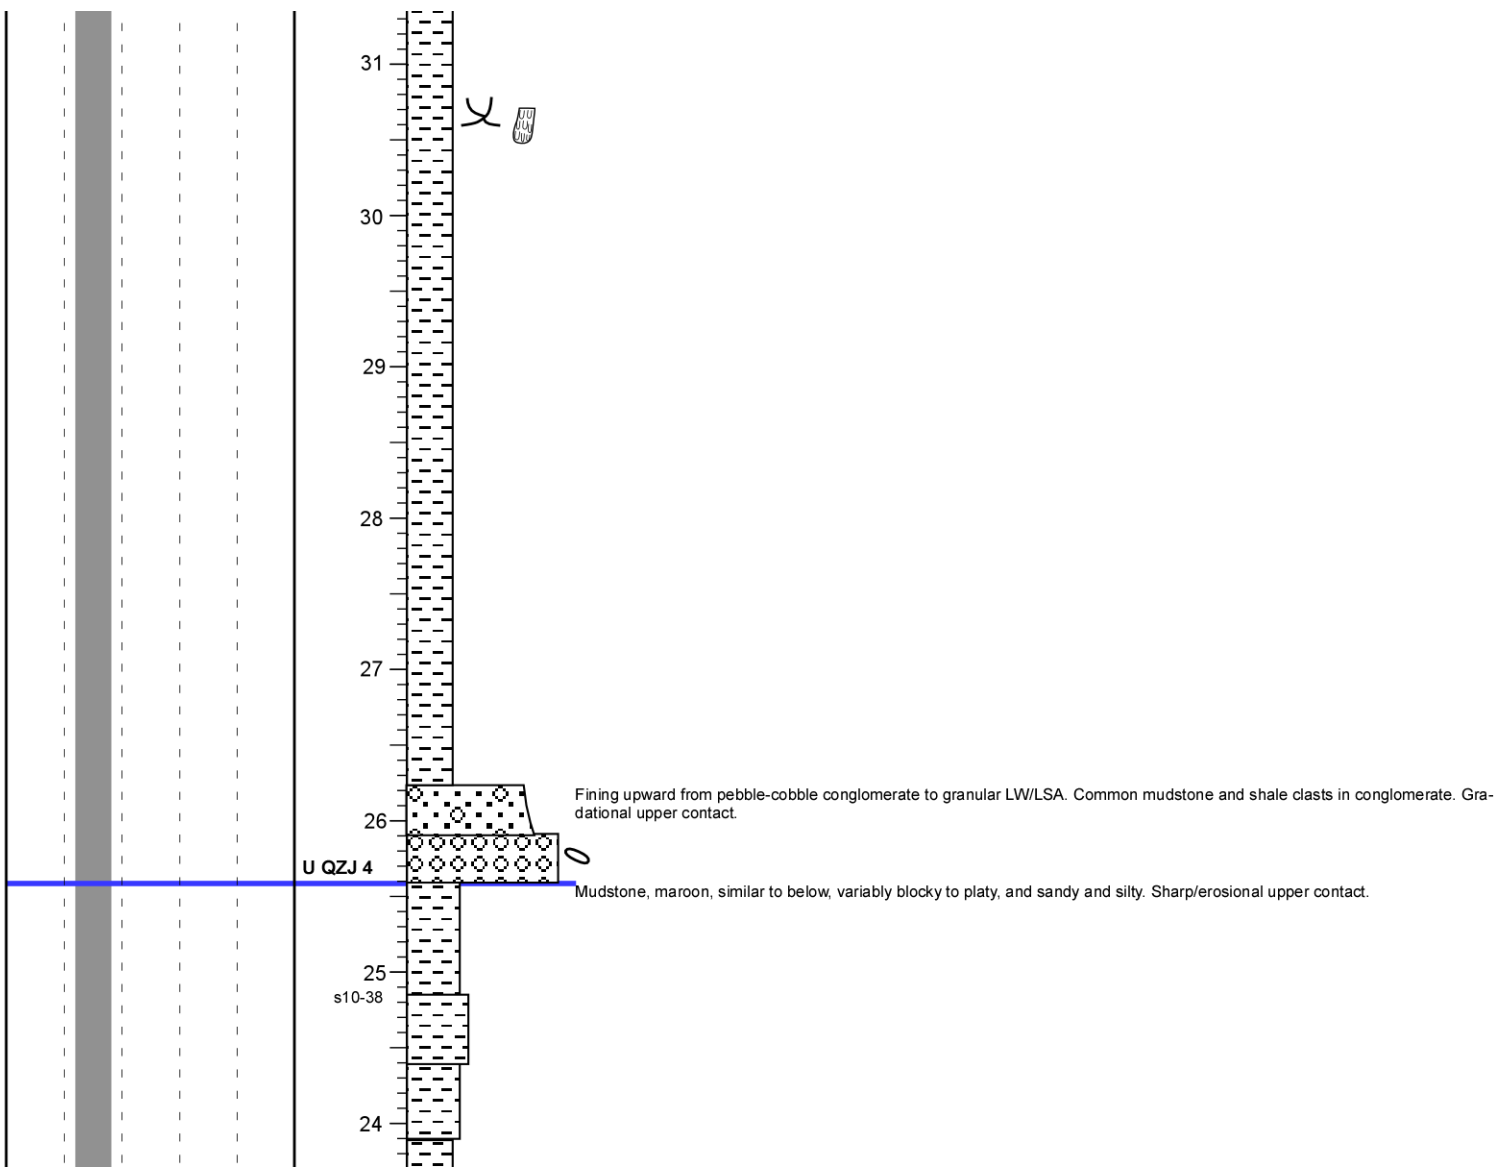 31
30
29
28
27
Fining upward from pebble-cobble conglomerate to granular LW/LSA. Common mudstone and shale clasts in conglomerate. Gra-
dational upper contact.
26
U QZJ 4
Mudstone, maroon, similar to below, variably blocky to platy, and sandy and silty. Sharp/erosional upper contact.
25
s10-38
24